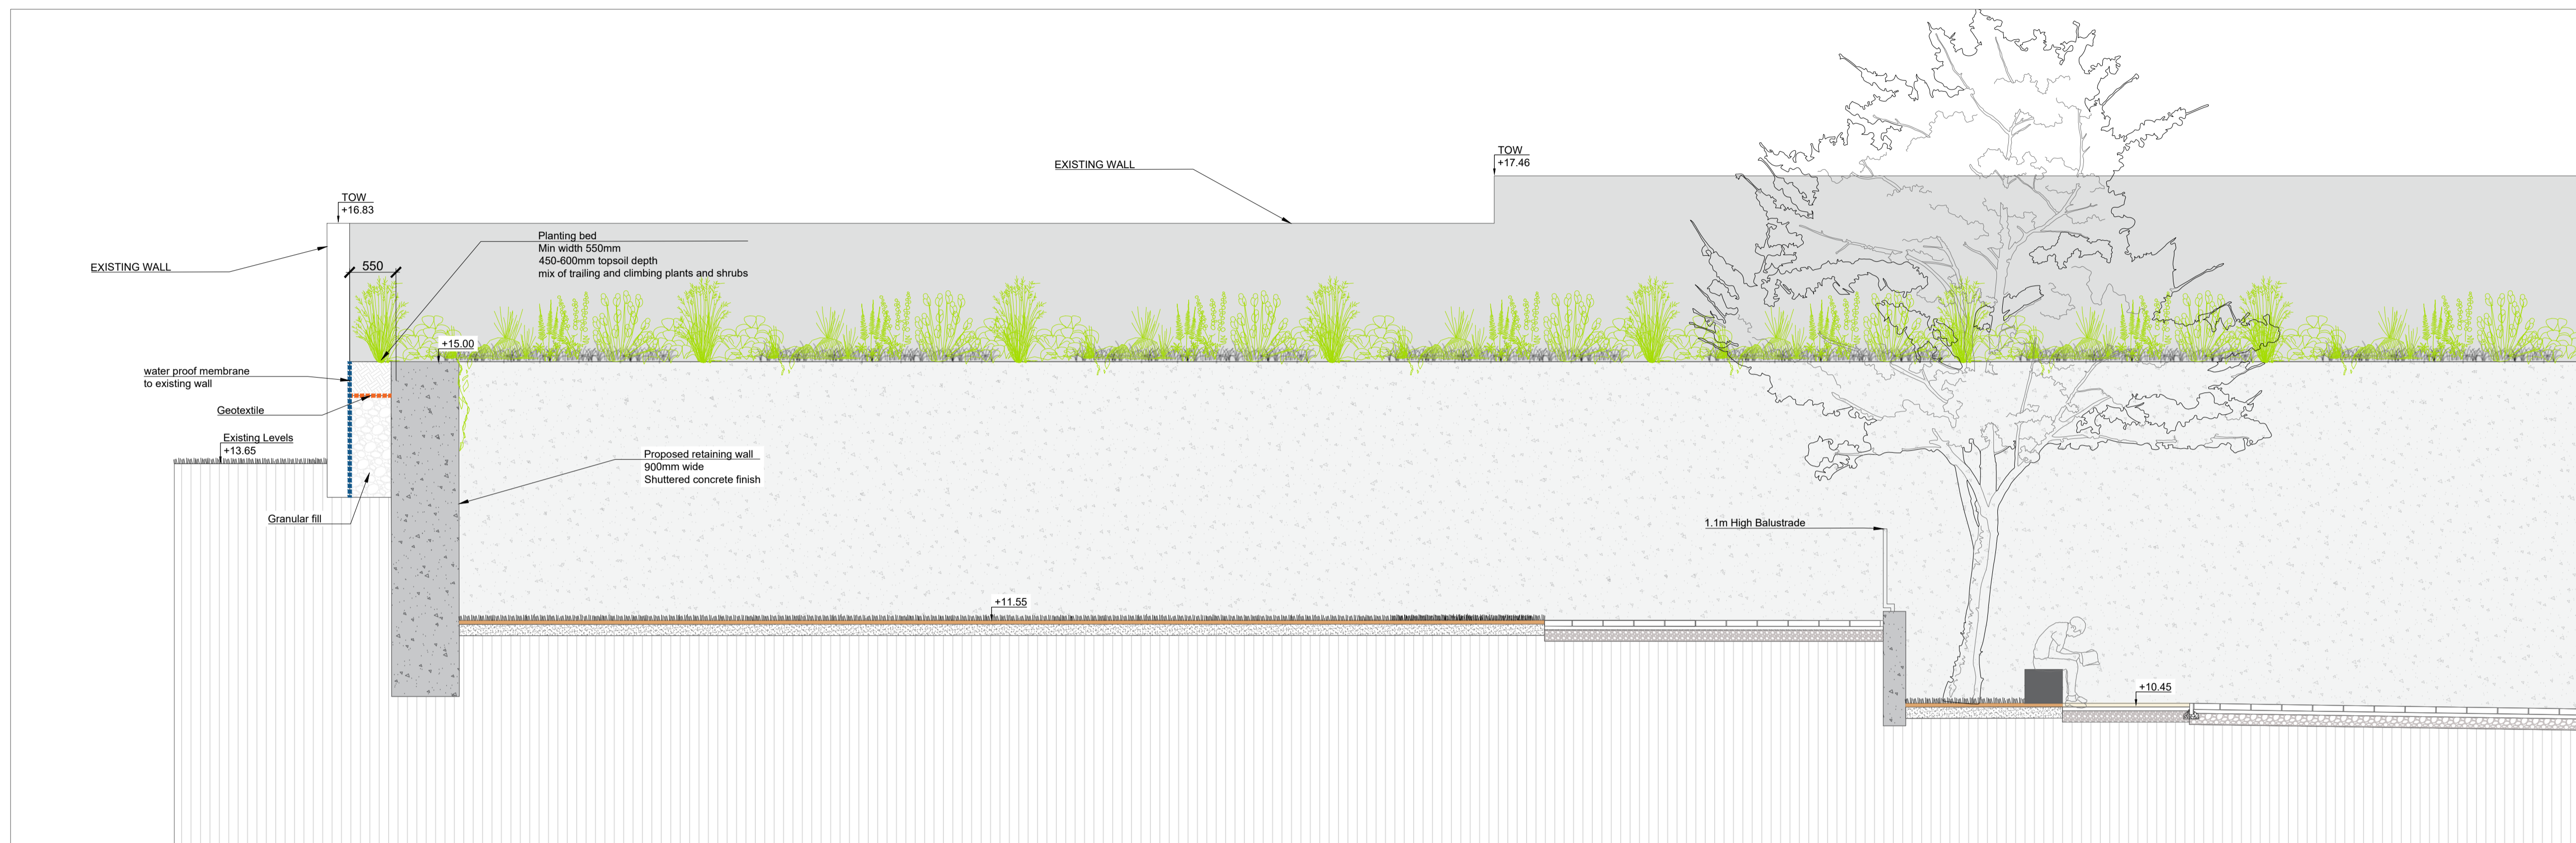 EXISTING WALL
TOW
+17.46
TOW
+16.83
Planting bed
Min width 550mm
450-600mm topsoil depth
mix of trailing and climbing plants and shrubs
EXISTING WALL
550
+15.00
water proof membrane
to existing wall
Geotextile
Existing Levels
+13.65
Proposed retaining wall
900mm wide
Shuttered concrete finish
Granular fill
1.1m High Balustrade
+11.55
+10.45